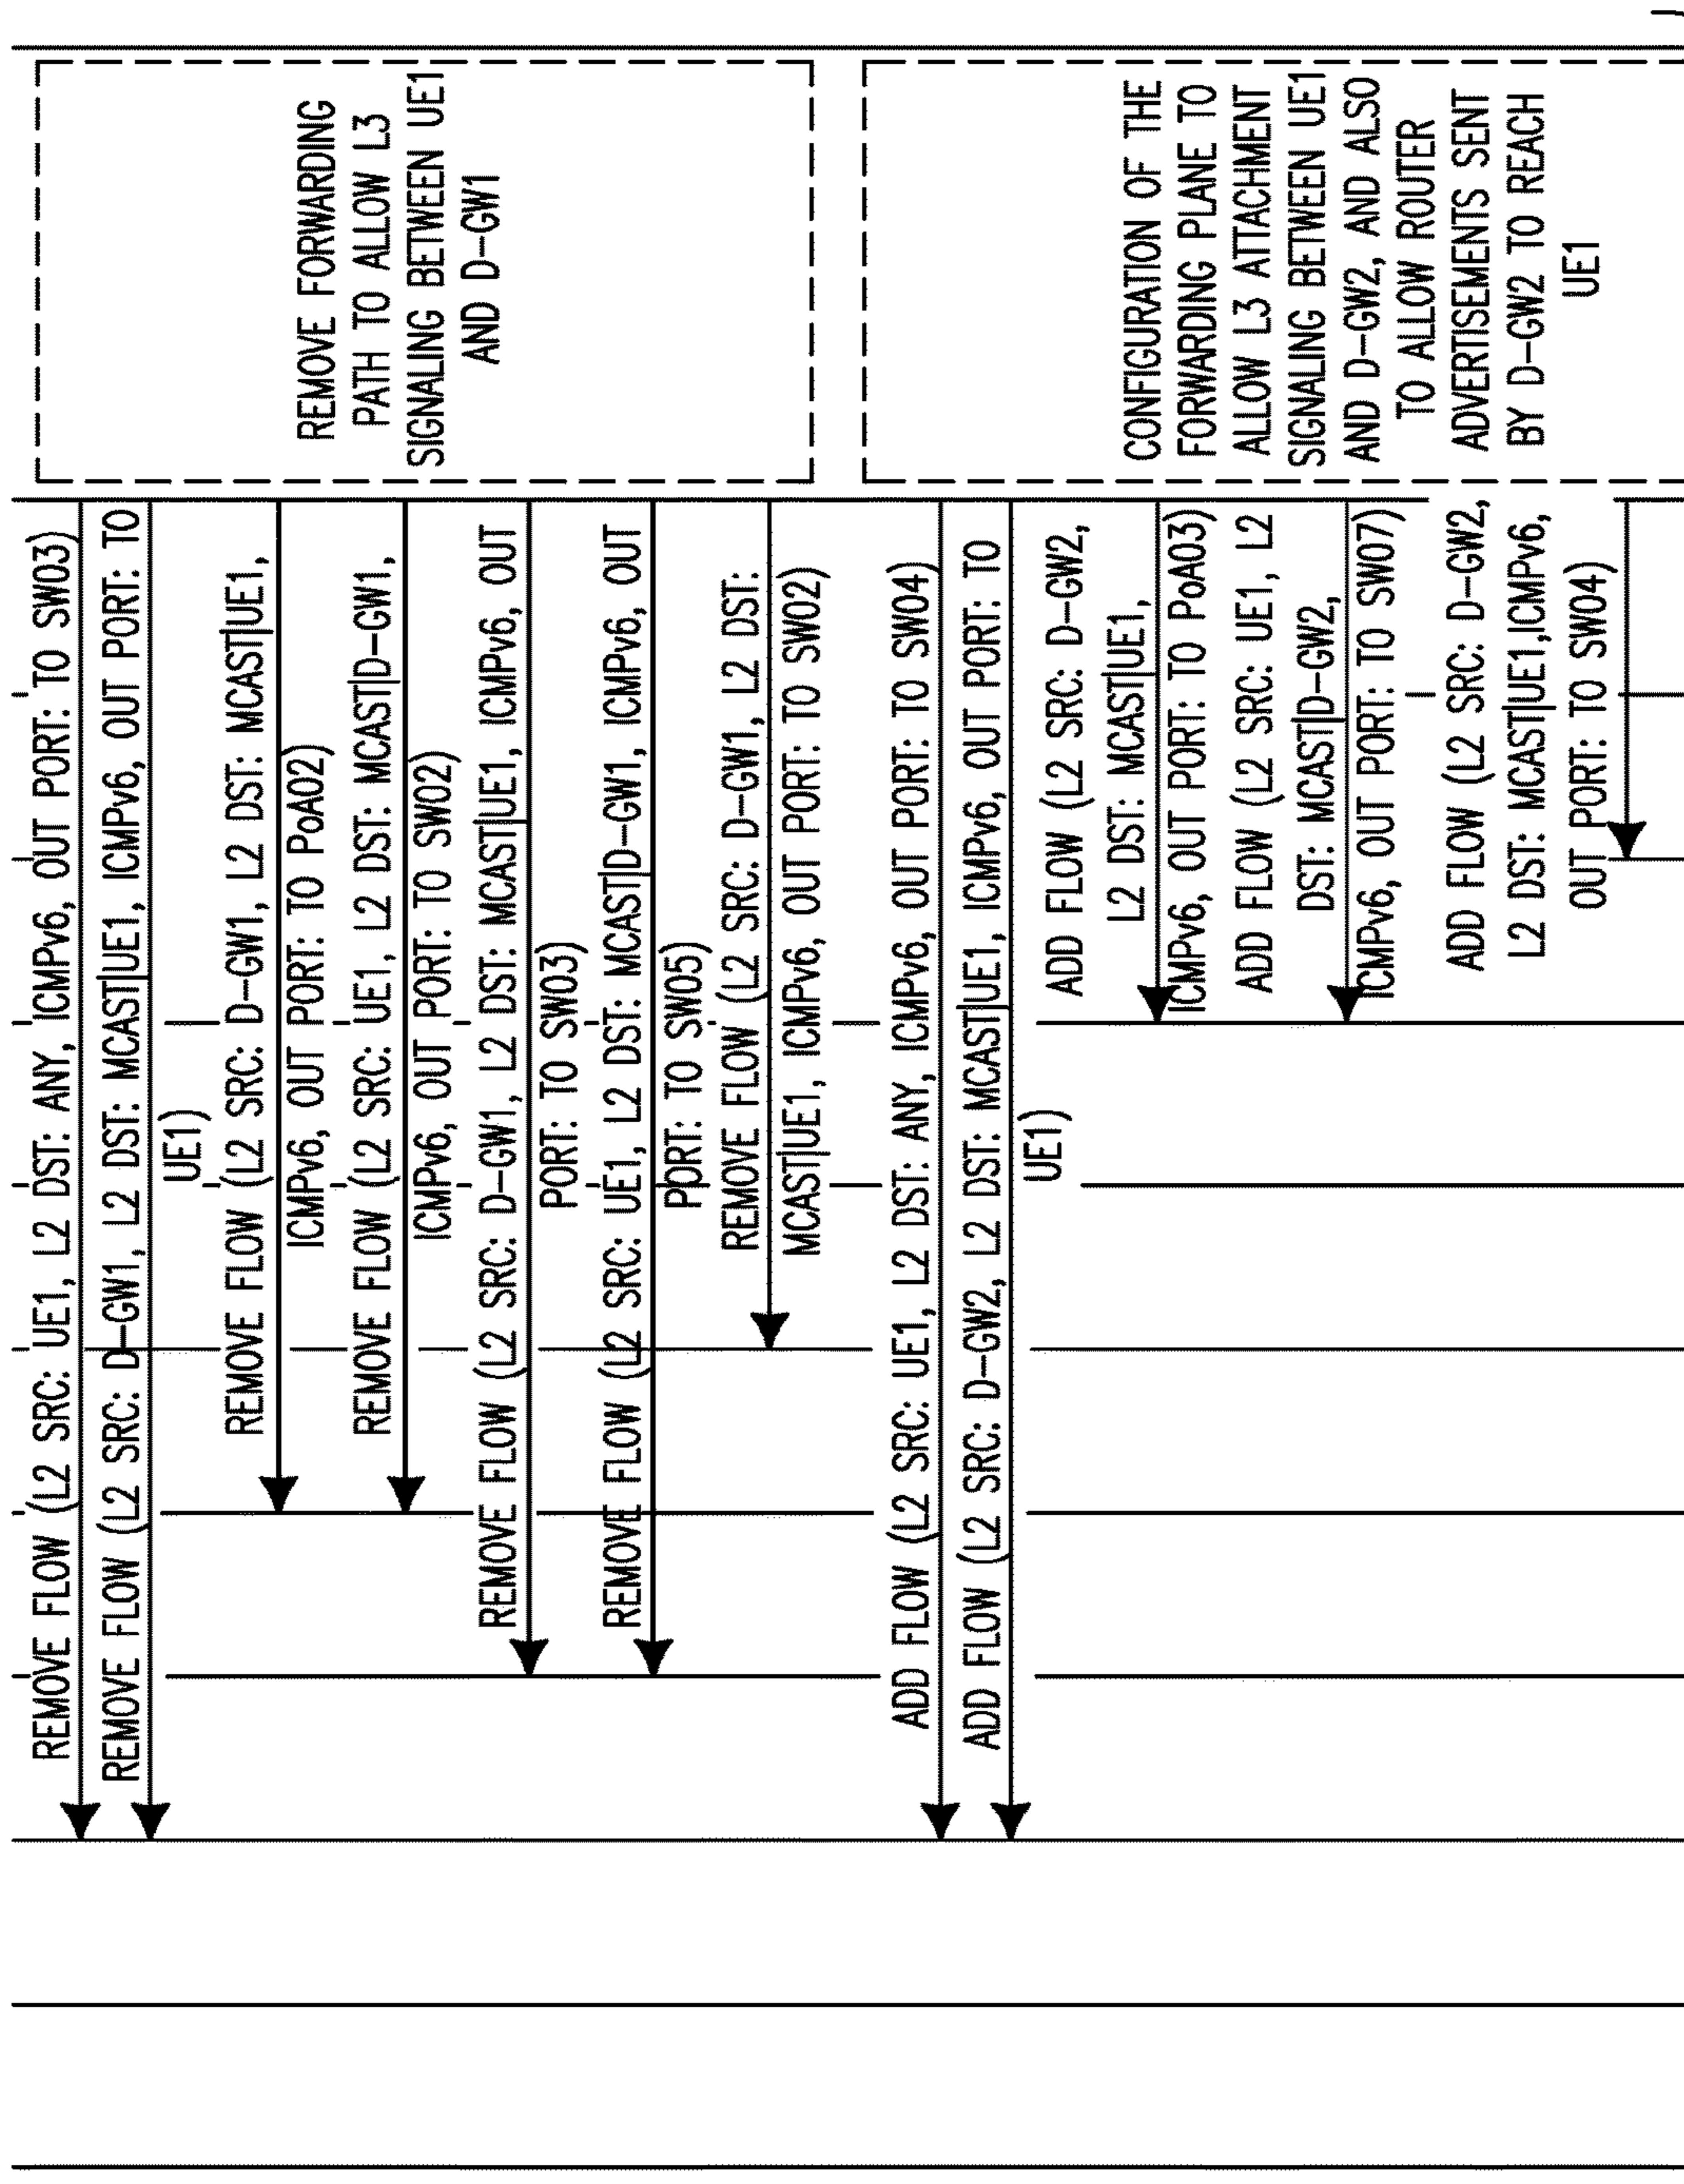 REMOVE FLOW (L2 SRC: UE1, L2 DST: ANY, ICMPv6, OUT PORT: TO SW03)
REMOVE FLOW (L2 SRC: D-GW1, L2 DST: MCAST|UE1, ICMPv6, OUT PORT: TO
UE1)
REMOVE FLOW (L2 SRC: D-GW1, L2 DST: MCAST|UE1,
ICMPv6, OUT PORT: TO PoA02)
REMOVE FLOW (L2 SRC: UE1, L2 DST: MCAST|D-GW1,
ICMPv6, OUT PORT: TO SW02)
REMOVE FLOW (L2 SRC: D-GW1, L2 DST: MCAST|UE1, ICMPv6, OUT
PORT: TO SW03)
REMOVE FLOW (L2 SRC: UE1, L2 DST: MCAST|D-GW1, ICMPv6, OUT
PORT: TO SW05)
REMOVE FLOW (L2 SRC: D-GW1, L2 DST:
MCAST|UE1, ICMPv6, OUT PORT: TO SW02)
REMOVE FORWARDING
PATH TO ALLOW L3
SIGNALING BETWEEN UE1
AND D-GW1
ADD FLOW (L2 SRC: UE1, L2 DST: ANY, ICMPv6, OUT PORT: TO SW04)
ADD FLOW (L2 SRC: D-GW2, L2 DST: MCAST|UE1, ICMPv6, OUT PORT: TO
UE1)
ADD FLOW (L2 SRC: D-GW2,
L2 DST: MCAST|UE1,
ICMPv6, OUT PORT: TO PoA03)
ADD FLOW (L2 SRC: UE1, L2
DST: MCAST|D-GW2,
ICMPv6, OUT PORT: TO SW07)
ADD FLOW (L2 SRC: D-GW2,
L2 DST: MCAST|UE1,ICMPv6,
OUT PORT: TO SW04)
CONFIGURATION OF THE
FORWARDING PLANE TO
ALLOW L3 ATTACHMENT
SIGNALING BETWEEN UE1
AND D-GW2, AND ALSO
TO ALLOW ROUTER
ADVERTISEMENTS SENT
BY D-GW2 TO REACH
UE1